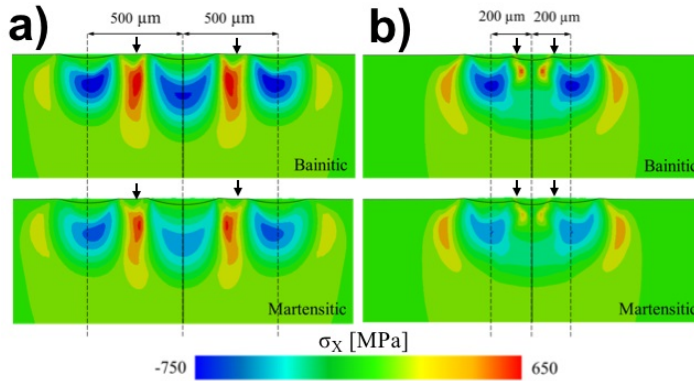 a)
500 µm 500 µm
Bainitic
Martensitic
b)
200 µm 200 µm
Bainitic
Martensitic
σX [MPa]
-750 650